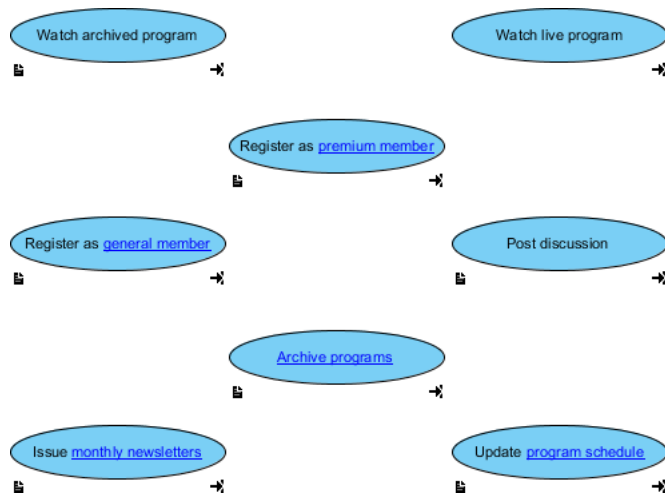 Watch archived program
Watch live program
Register as premium member
Register as general member
Post discussion
Archive programs
Issue monthly newsletters
Update program schedule